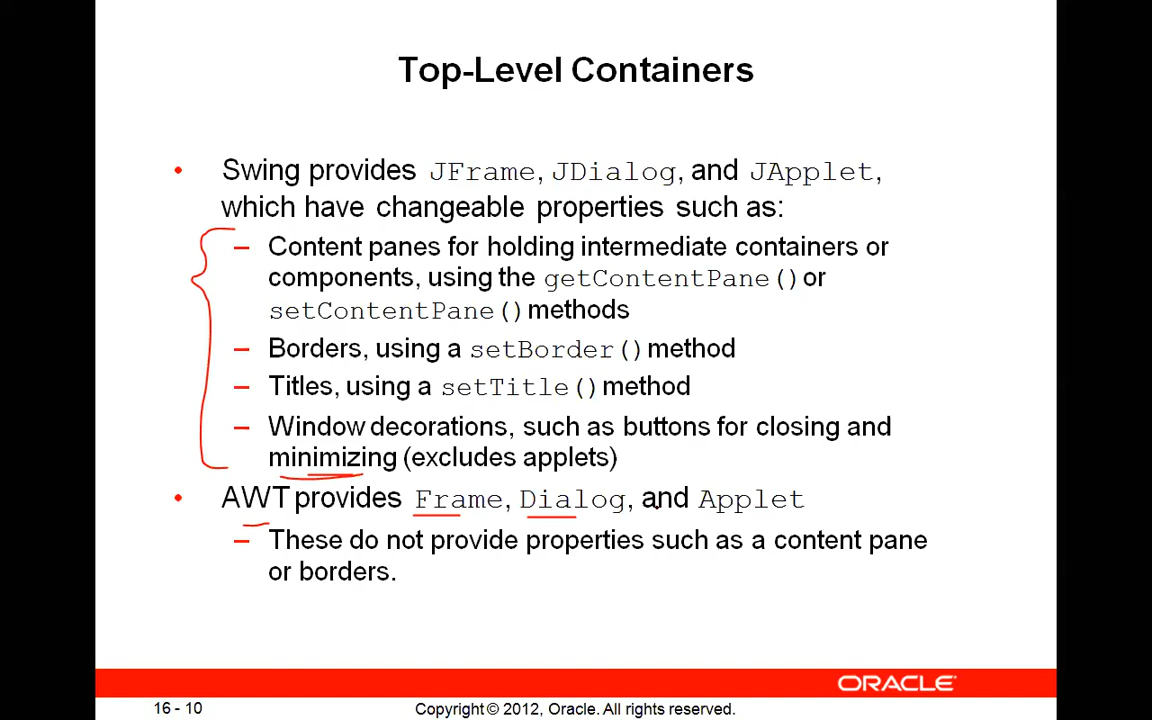 Top-Level Containers
• Swing provides JFrame, JDialog, and JApplet,
which have changeable properties such as:
– Content panes for holding intermediate containers or
components, using the getContentPane() or
setContentPane() methods
– Borders, using a setBorder() method
– Titles, using a setTitle() method
– Window decorations, such as buttons for closing and
minimizing (excludes applets)
• AWT provides Frame, Dialog, and Applet
– These do not provide properties such as a content pane
or borders.
ORACLE
16 - 10
Copyright © 2012, Oracle. All rights reserved.